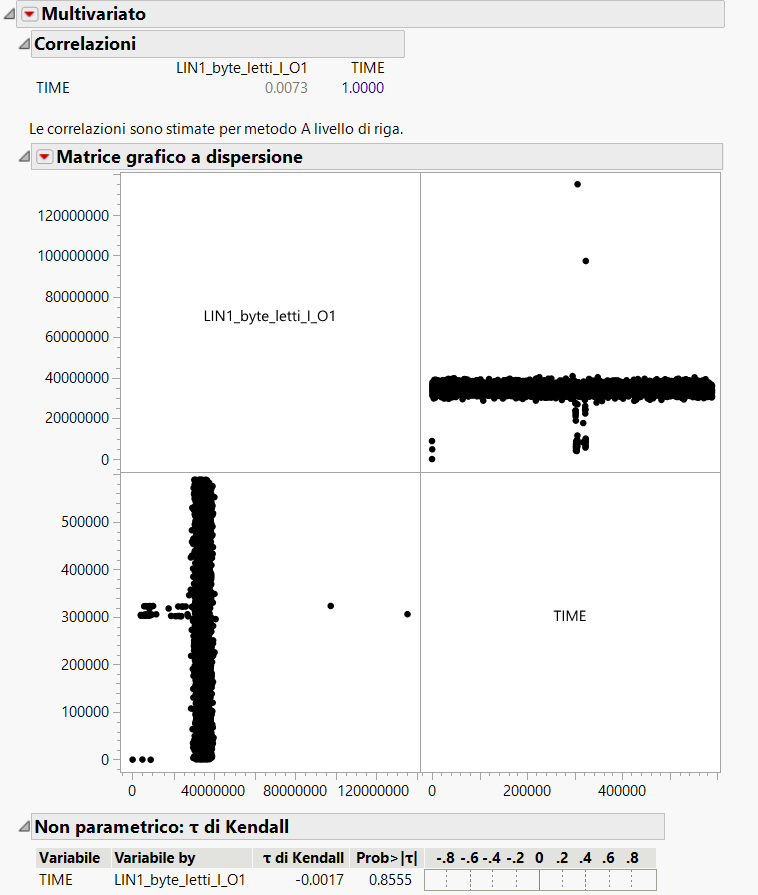 Multivariato
Correlazioni
LIN1_byte_letti_I_O1 TIME
TIME 0.0073 1.0000
Le correlazioni sono stimate per metodo A livello di riga.
Matrice grafico a dispersione
120000000
100000000
80000000
60000000
40000000
20000000
0
LIN1_byte_letti_I_O1
500000
400000
300000
200000
100000
0
TIME
0 40000000 80000000 120000000 0 200000 400000
Non parametrico: τ di Kendall
Variabile Variabile by τ di Kendall Prob>|τ| -.8 -.6 -.4 -.2 0 .2 .4 .6 .8
TIME LIN1_byte_letti_I_O1 -0.0017 0.8555